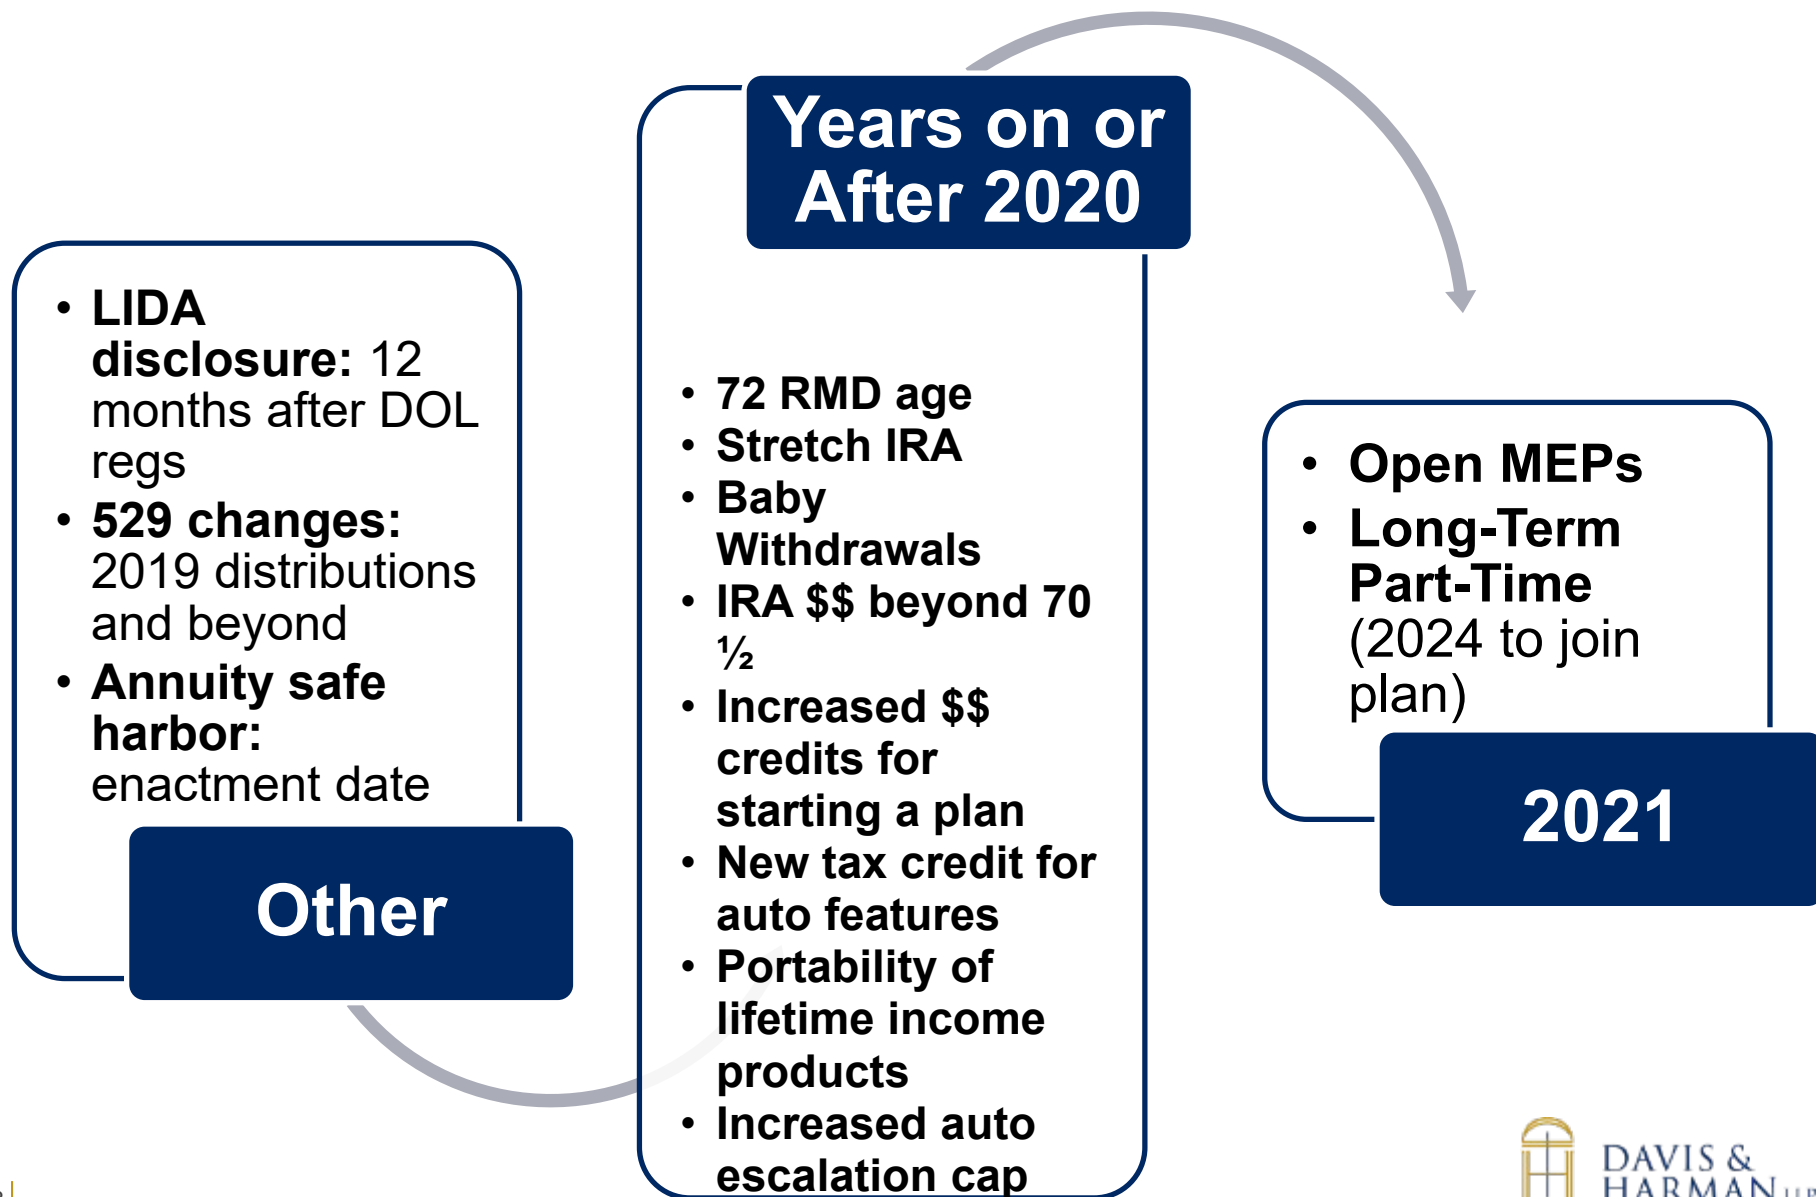 • LIDA
disclosure: 12
months after DOL
regs
• 529 changes:
2019 distributions
and beyond
• Annuity safe
harbor:
enactment date
Other
Years on or
After 2020
• 72 RMD age
• Stretch IRA
• Baby
Withdrawals
• IRA $$ beyond 70
½
• Increased $$
credits for
starting a plan
• New tax credit for
auto features
• Portability of
lifetime income
products
• Increased auto
escalation cap
• Open MEPs
• Long-Term
Part-Time
(2024 to join
plan)
2021
DAVIS &
HARMAN LLP